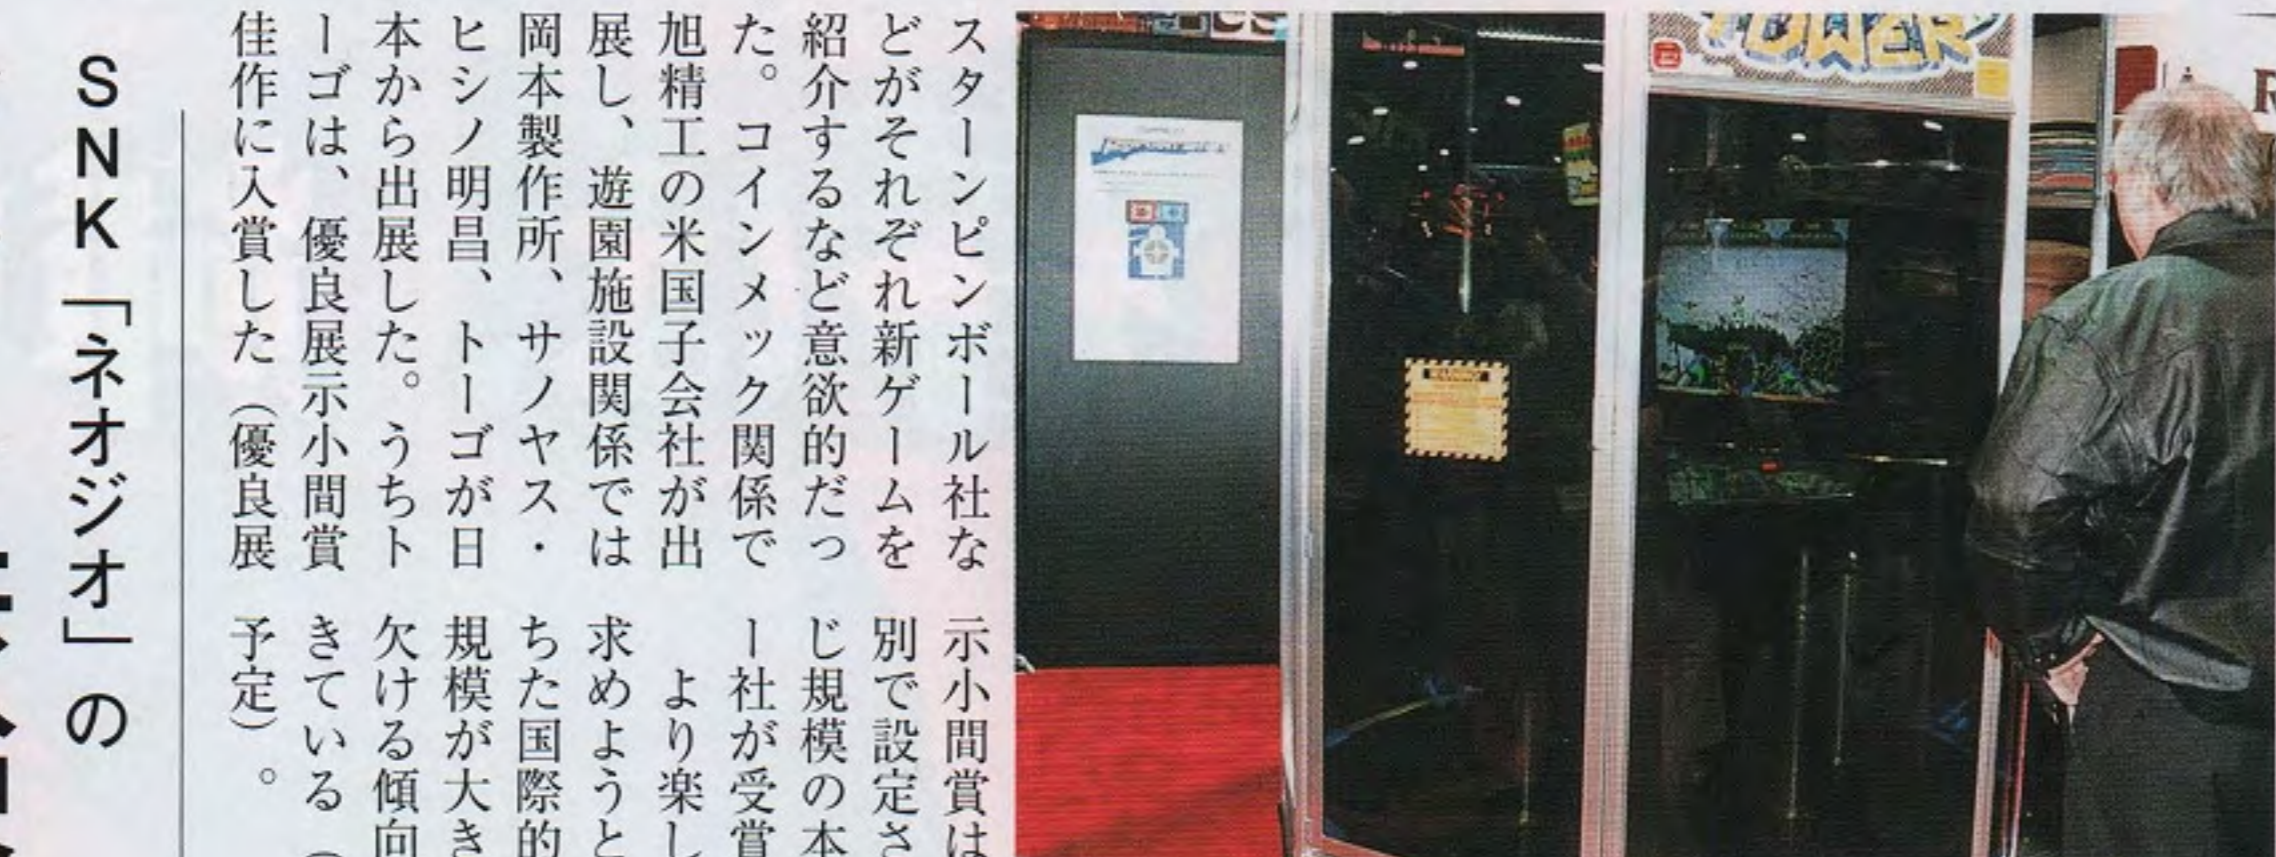 スターンピンボール社な
どがそれぞれ新ゲームを
紹介するなど意欲的だっ
た。コインメック関係で
旭精工の米国子会社が出
展し、遊園施設関係では
岡本製作所、サノヤス・
ヒシノ明昌、トーゴが日
本から出展した。うちト
ーゴは、優良展示小間賞
佳作に入賞した（優良展
示小間賞は
別で設定さ
じ規模の本
ー社が受賞
より楽し
求めようと
ちた国際的
規模が大き
欠ける傾向
きている（
予定）。
SNK「ネオジオ」の
TOWER
WARNING
R